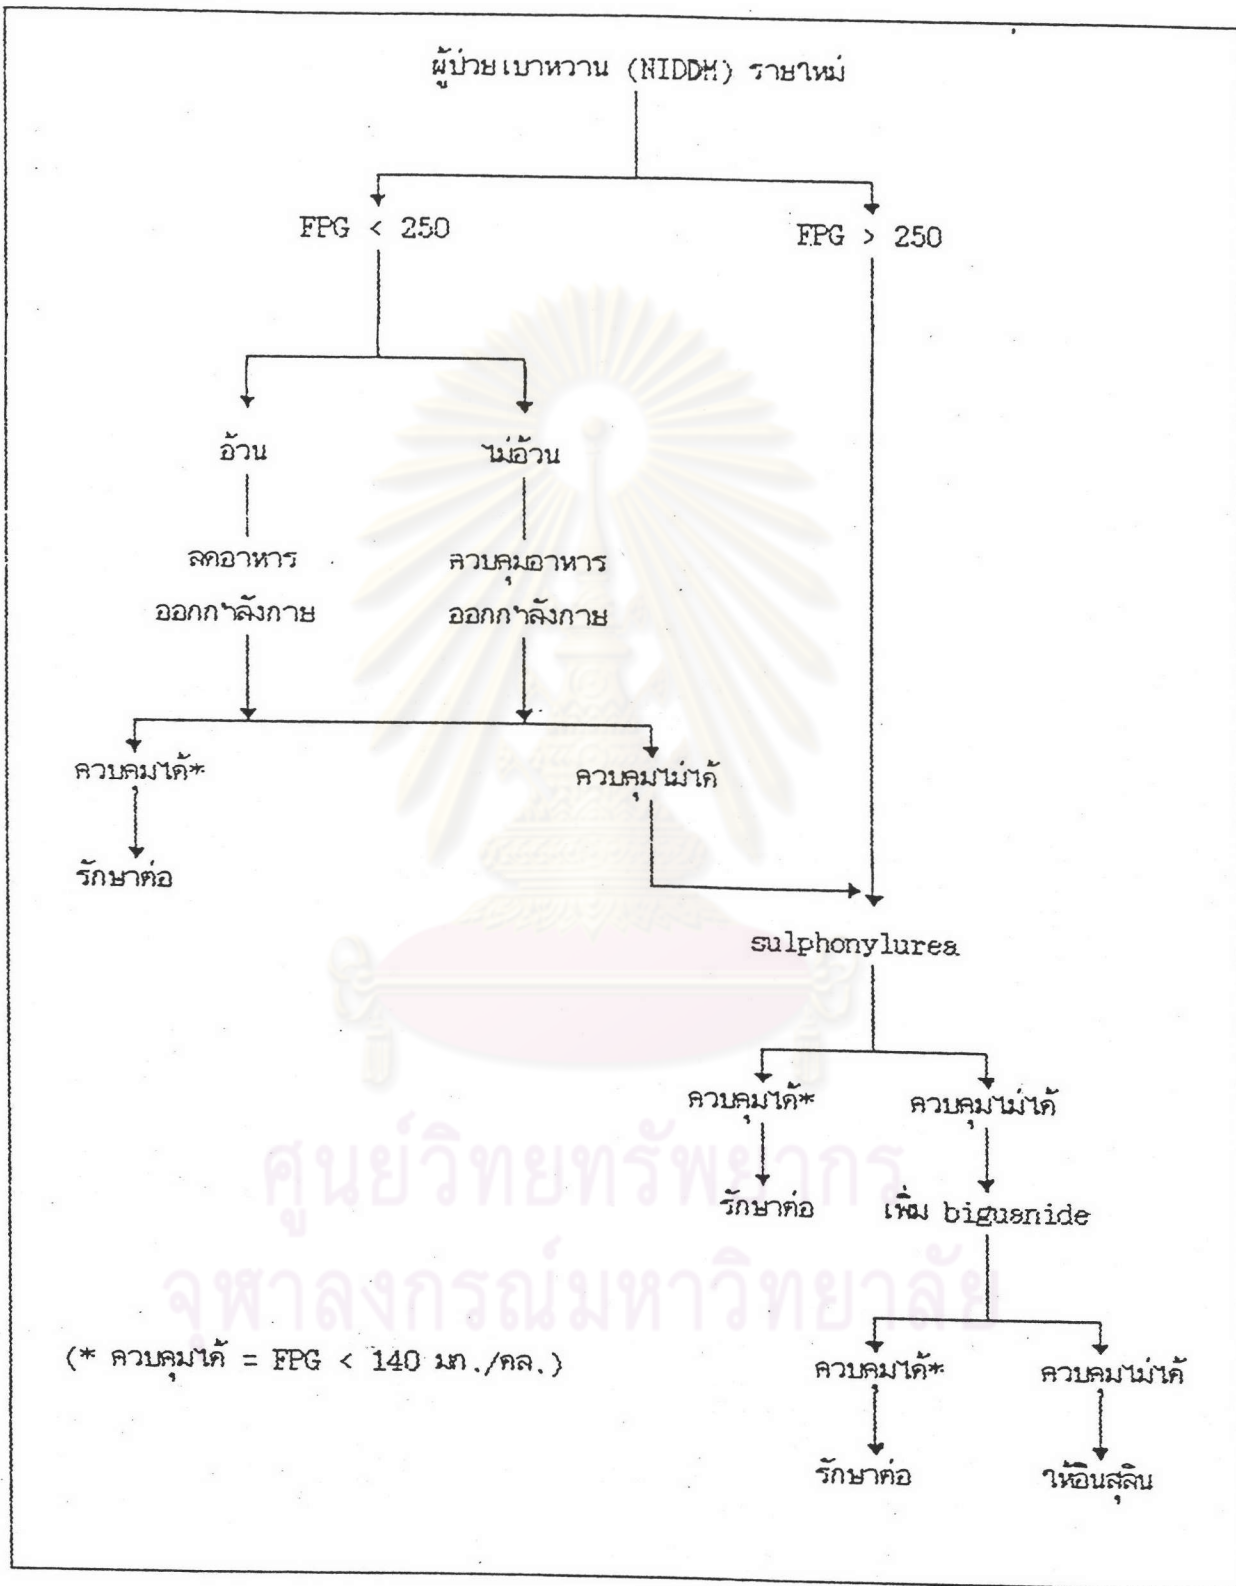 ผู้ป่วยเบาหวาน (NIDDM) รายใหม่
FPG < 250
FPG > 250
อ้วน
ไม่อ้วน
ลดอาหาร
ควบคุมอาหาร
ออกกำลังกาย
ออกกำลังกาย
ควบคุมได้*
ควบคุมไม่ได้
รักษาต่อ
sulphonylurea
ควบคุมได้*
ควบคุมไม่ได้
รักษาต่อ
เพิ่ม biguanide
ศูนย์วิทยทรัพยากร
จุฬาลงกรณ์มหาวิทยาลัย
(* ควบคุมได้ = FPG < 140 มก./ดล.)
ควบคุมได้*
ควบคุมไม่ได้
รักษาต่อ
ให้อินสุลิน